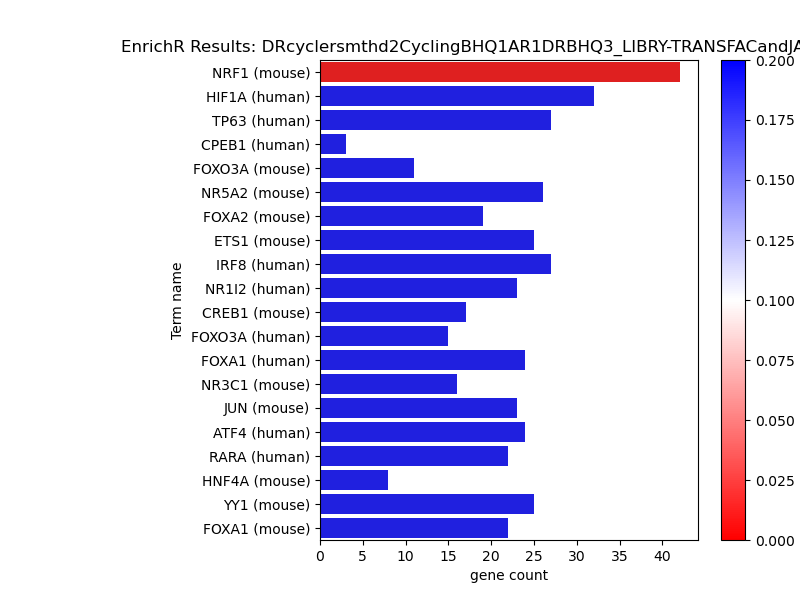 EnrichR Results: DRcyclersmthd2CyclingBHQ1AR1DRBHQ3_LIBRY-TRANSFACandJA
NRF1 (mouse)
HIF1A (human)
TP63 (human)
CPEB1 (human)
FOXO3A (mouse)
NR5A2 (mouse)
FOXA2 (mouse)
ETS1 (mouse)
IRF8 (human)
NR1I2 (human)
CREB1 (mouse)
FOXO3A (human)
FOXA1 (human)
NR3C1 (mouse)
JUN (mouse)
ATF4 (human)
RARA (human)
HNF4A (mouse)
YY1 (mouse)
FOXA1 (mouse)
Term name
0 5 10 15 20 25 30 35 40
gene count
0.200
0.175
0.150
0.125
0.100
0.075
0.050
0.025
0.000